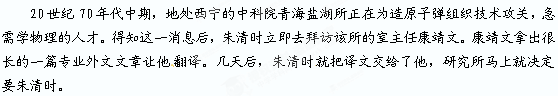 20世纪70年代中期，地处西宁的中科院青海盐湖所正在为造原子弹组织技术攻关，急
需学物理的人才。得知这一消息后，朱清时立即去拜访该所的室主任康靖文。康靖文拿出很
长的一篇专业外文文章让他翻译。几天后，朱清时就把译文交给了他，研究所马上就决定
要朱清时。